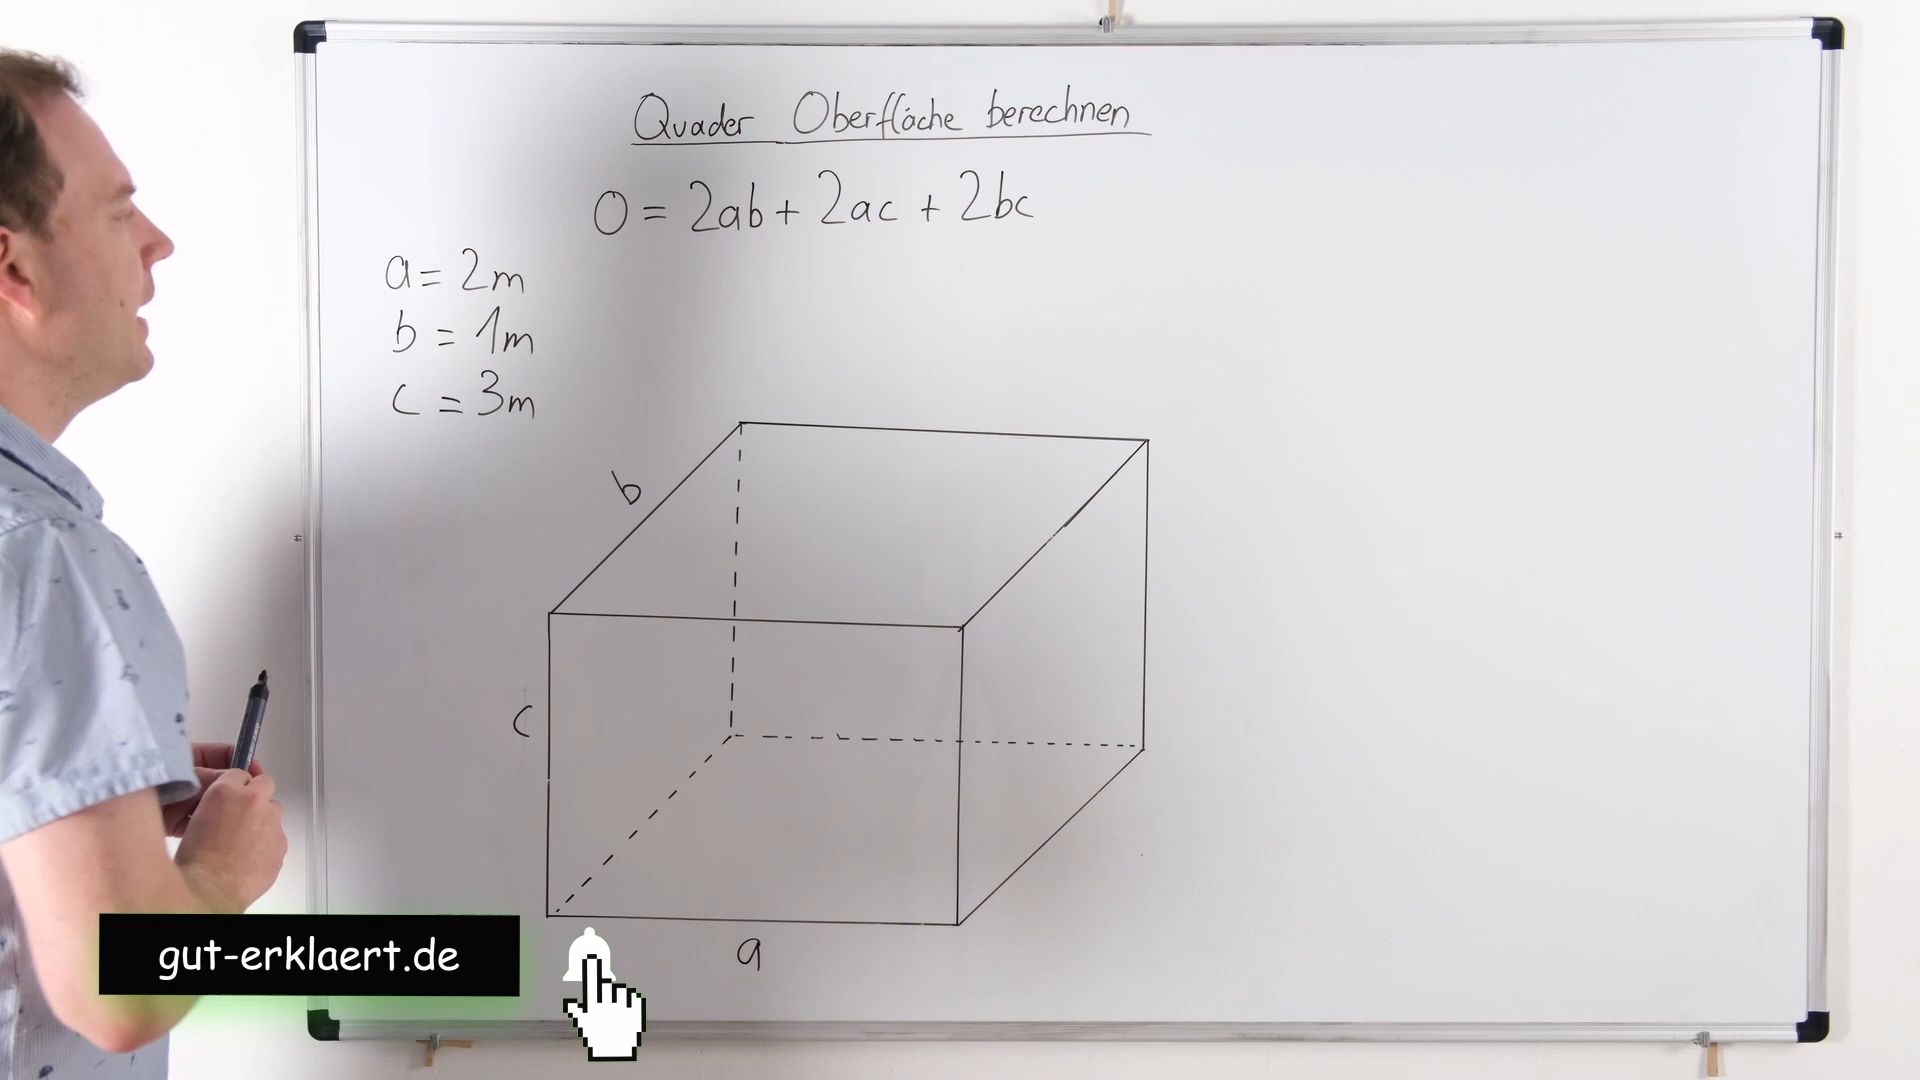 Quader Oberfläche berechnen
O = 2ab + 2ac + 2bc
a = 2m
b = 1m
c = 3m
b
c
a
gut-erklaert.de